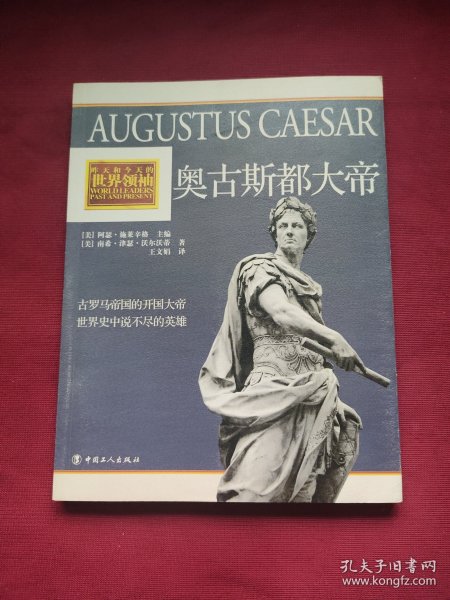 AUGUSTUS CAESAR
昨天和今天的
世界领袖
WORLD LEADERS
PAST AND PRESENT
奥古斯都大帝
[美] 阿瑟·施莱辛格 主编
[美] 南希·津瑟·沃尔沃蒂 著
王文娟 译
古罗马帝国的开国大帝
世界史中说不尽的英雄
中国工人出版社
孔夫子旧书网
www.kongfz.com